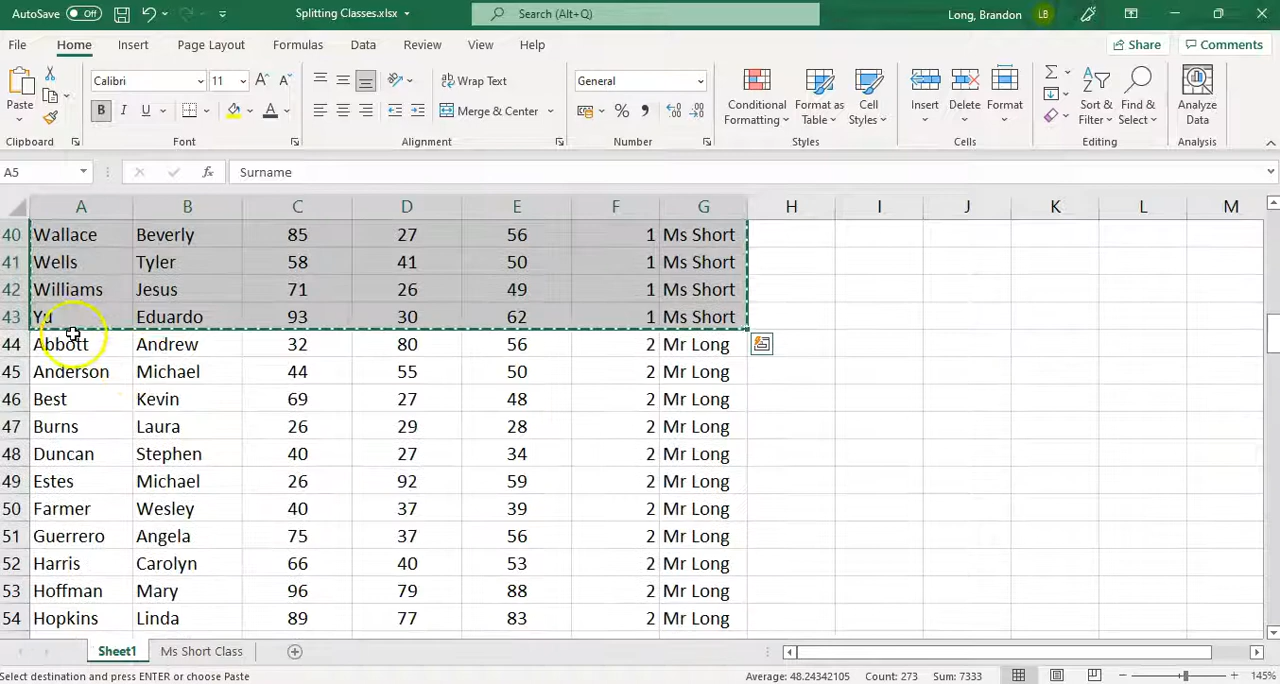 AutoSave Off Splitting Classes.xlsx Search (Alt+Q) Long, Brandon LB
File Home Insert Page Layout Formulas Data Review View Help Share Comments
Paste Calibri 11 A A Wrap Text General Conditional Formatting Format as Table Cell Styles Insert Delete Format Sort & Filter Find & Select Analyze Data
B I U A Merge & Center % ,
Clipboard Font Alignment Number Styles Cells Editing Analysis
A5 fx Surname
A B C D E F G H I J K L M
40 Wallace Beverly 85 27 56 1 Ms Short
41 Wells Tyler 58 41 50 1 Ms Short
42 Williams Jesus 71 26 49 1 Ms Short
43 Yu Eduardo 93 30 62 1 Ms Short
44 Abbott Andrew 32 80 56 2 Mr Long
45 Anderson Michael 44 55 50 2 Mr Long
46 Best Kevin 69 27 48 2 Mr Long
47 Burns Laura 26 29 28 2 Mr Long
48 Duncan Stephen 40 27 34 2 Mr Long
49 Estes Michael 26 92 59 2 Mr Long
50 Farmer Wesley 40 37 39 2 Mr Long
51 Guerrero Angela 75 37 56 2 Mr Long
52 Harris Carolyn 66 40 53 2 Mr Long
53 Hoffman Mary 96 79 88 2 Mr Long
54 Hopkins Linda 89 77 83 2 Mr Long
Sheet1 Ms Short Class
Select destination and press ENTER or choose Paste Average: 48.24342105 Count: 273 Sum: 7333 145%